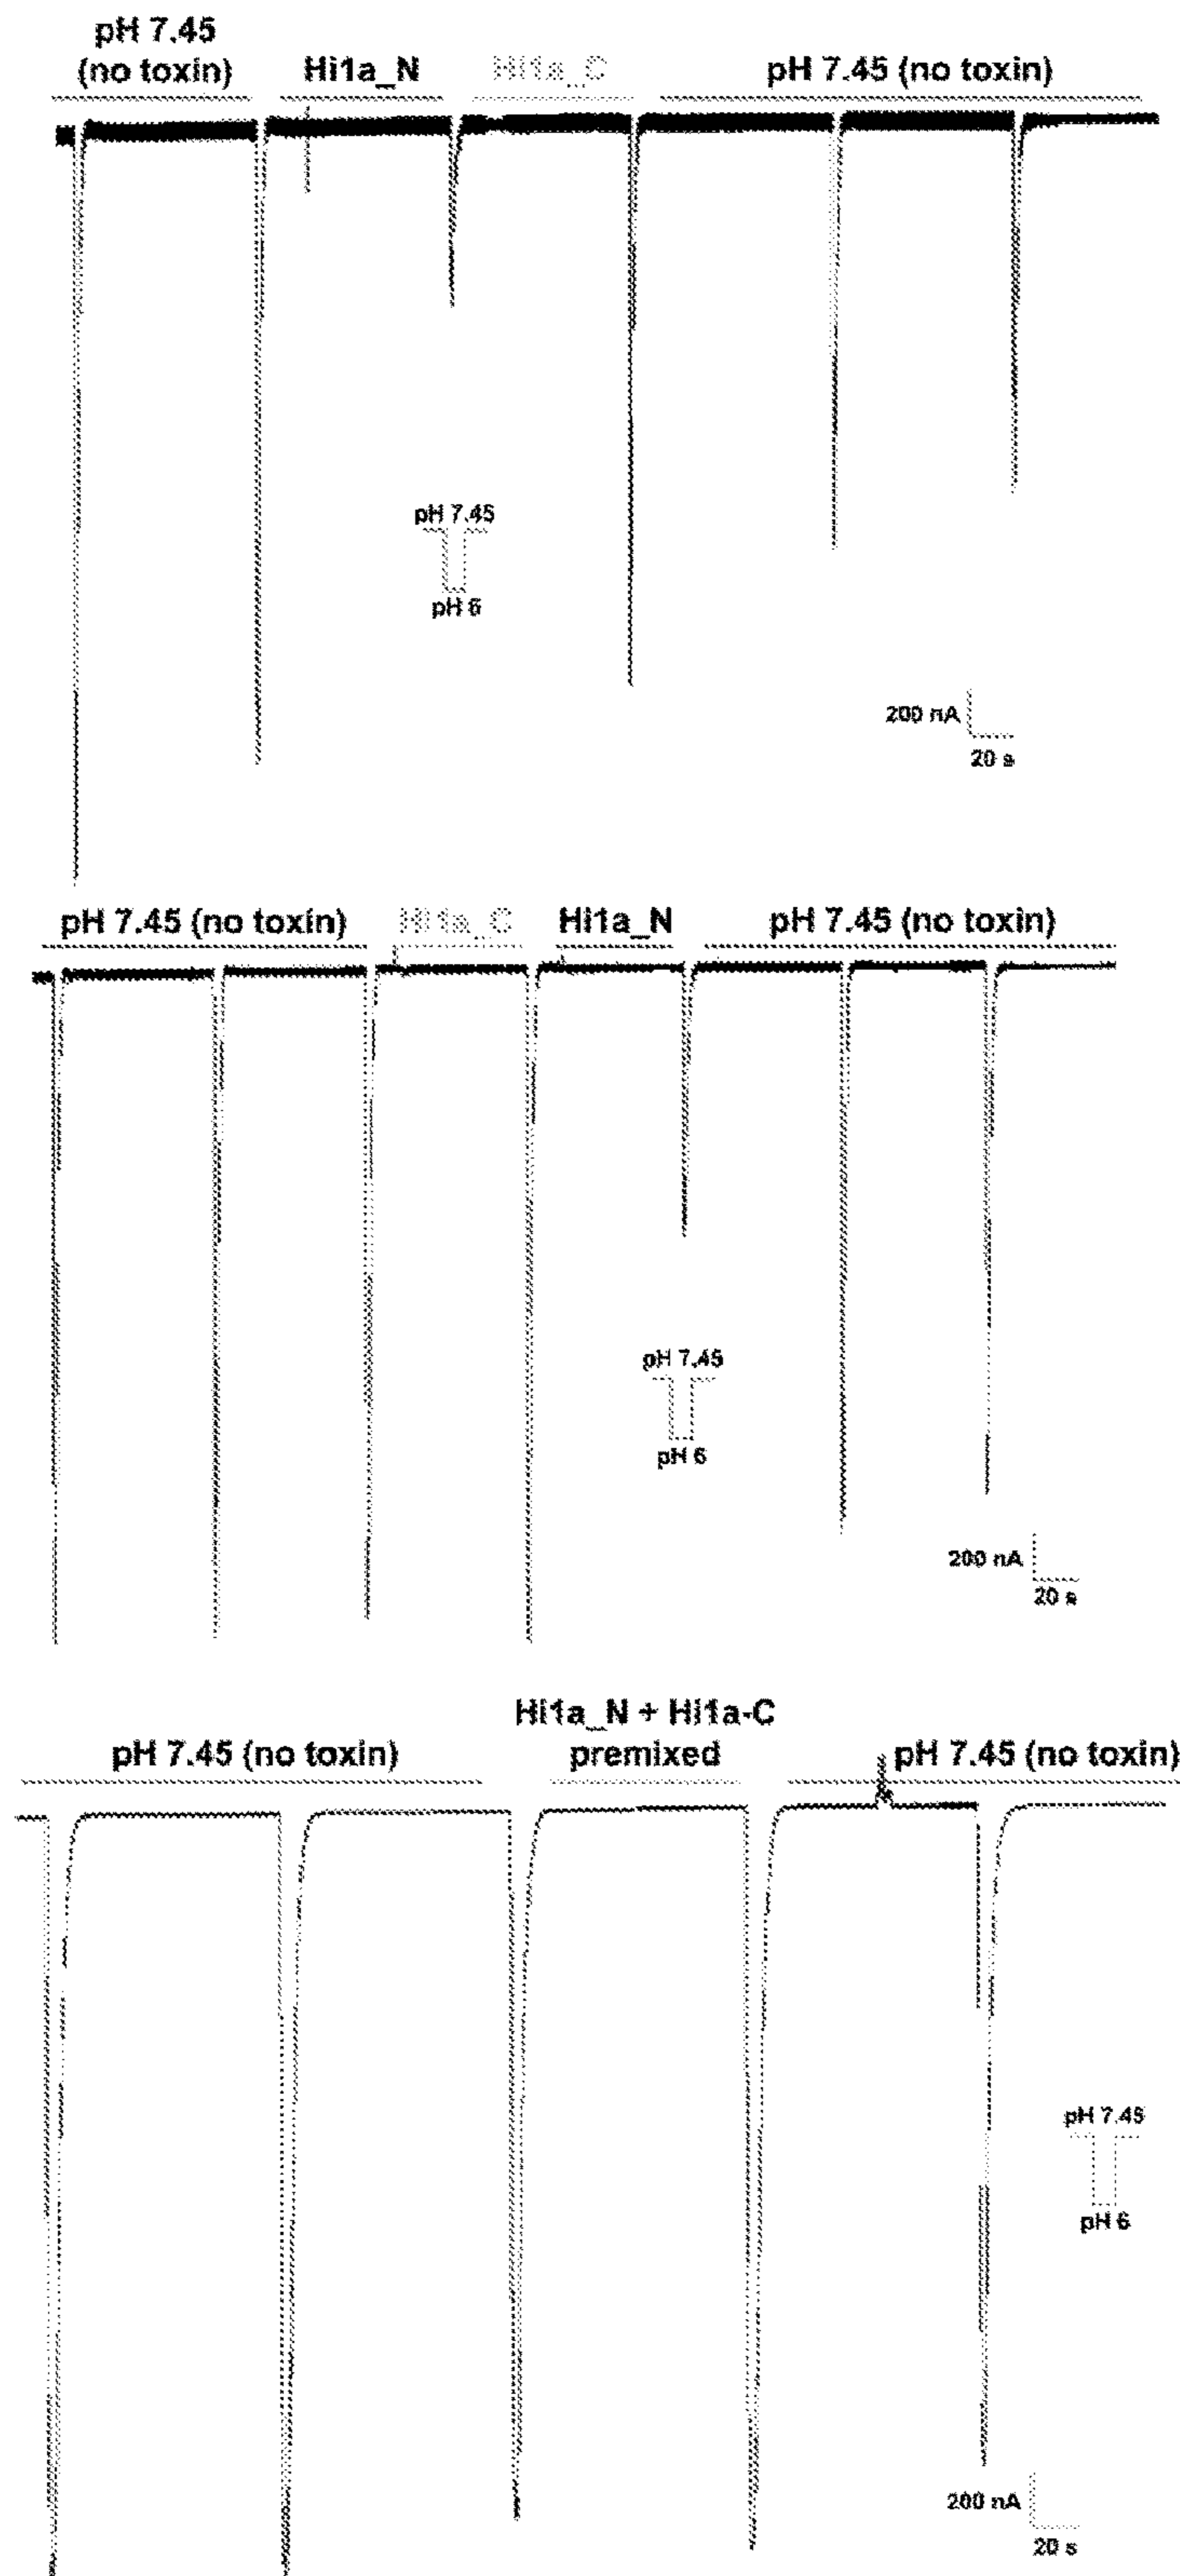 pH 7.45
(no toxin)
Hi1a_N
Hi1a_C
pH 7.45 (no toxin)
pH 7.45
pH 6
200 nA
20 s
pH 7.45 (no toxin)
Hi1a_C
Hi1a_N
pH 7.45 (no toxin)
pH 7.45
pH 6
200 nA
20 s
Hi1a_N + Hi1a-C
premixed
pH 7.45 (no toxin)
pH 7.45 (no toxin)
pH 7.45
pH 6
200 nA
20 s